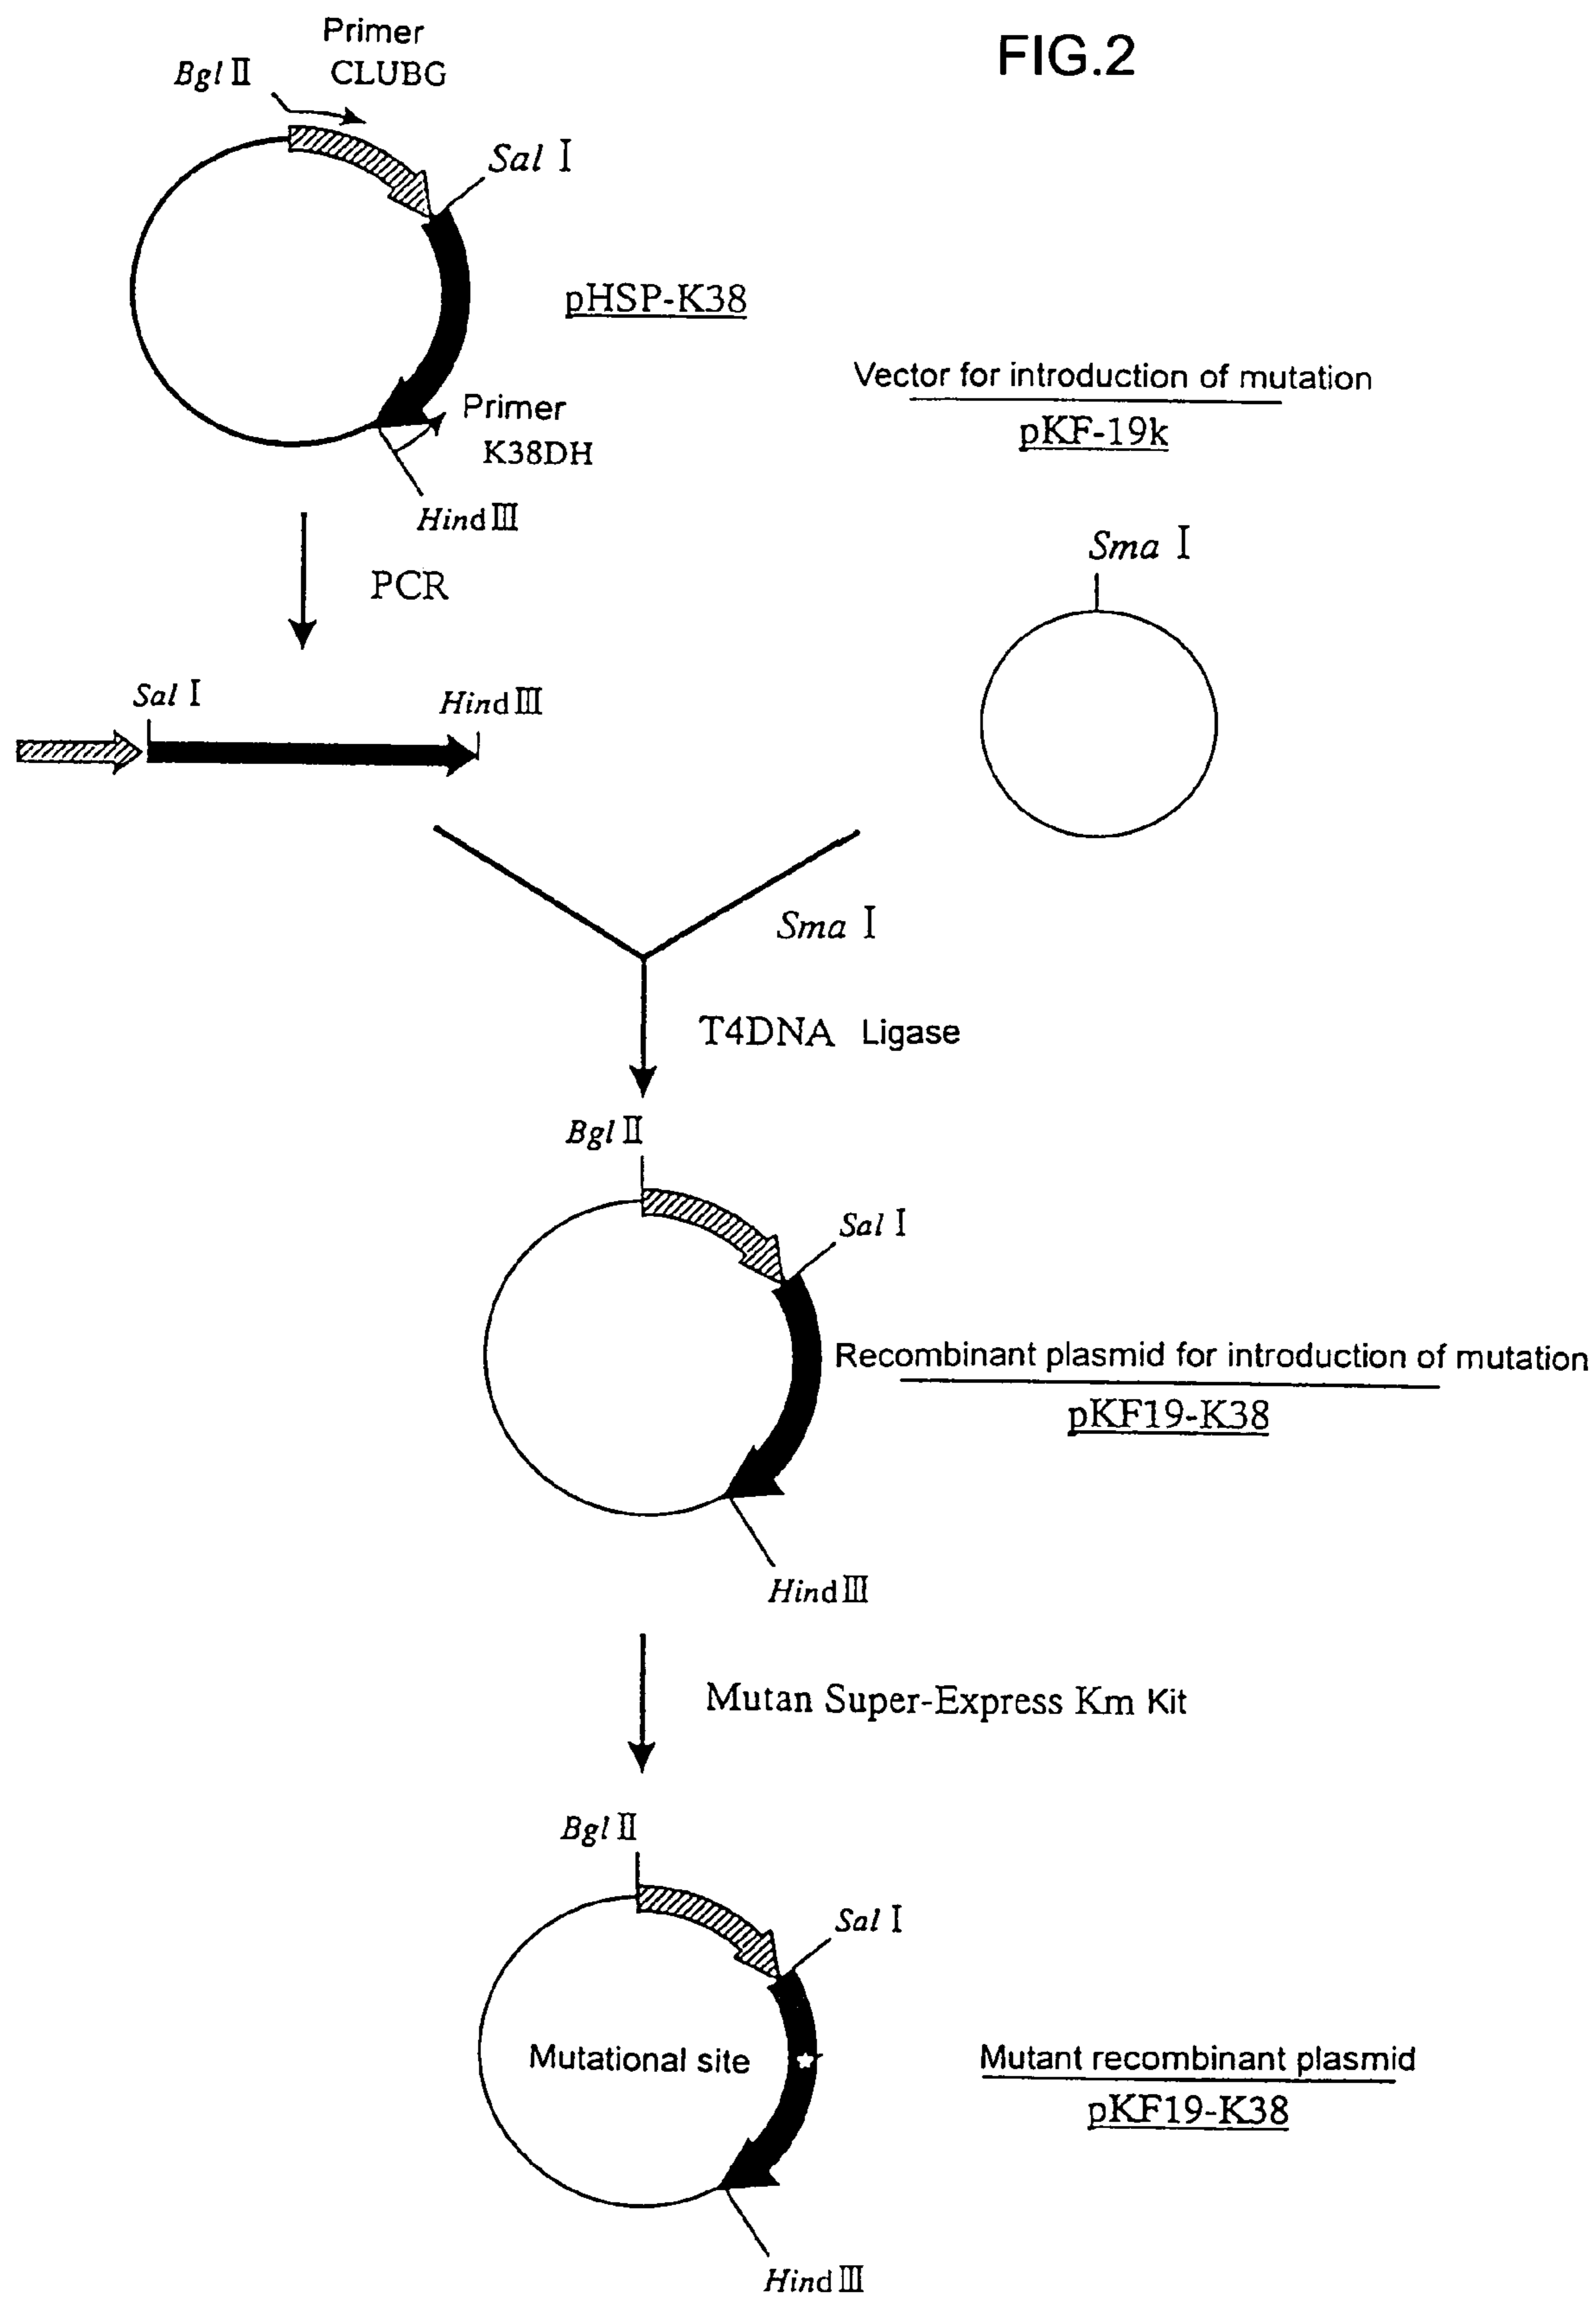 FIG.2
Primer
CLUBG
Bgl II
Sal I
pHSP-K38
Primer
K38DH
Hind III
Vector for introduction of mutation
pKF-19k
Sma I
PCR
Sal I
Hind III
Sma I
T4DNA Ligase
Bgl II
Sal I
Recombinant plasmid for introduction of mutation
pKF19-K38
Hind III
Mutan Super-Express Km Kit
Bgl II
Sal I
Mutational site
Mutant recombinant plasmid
pKF19-K38
Hind III